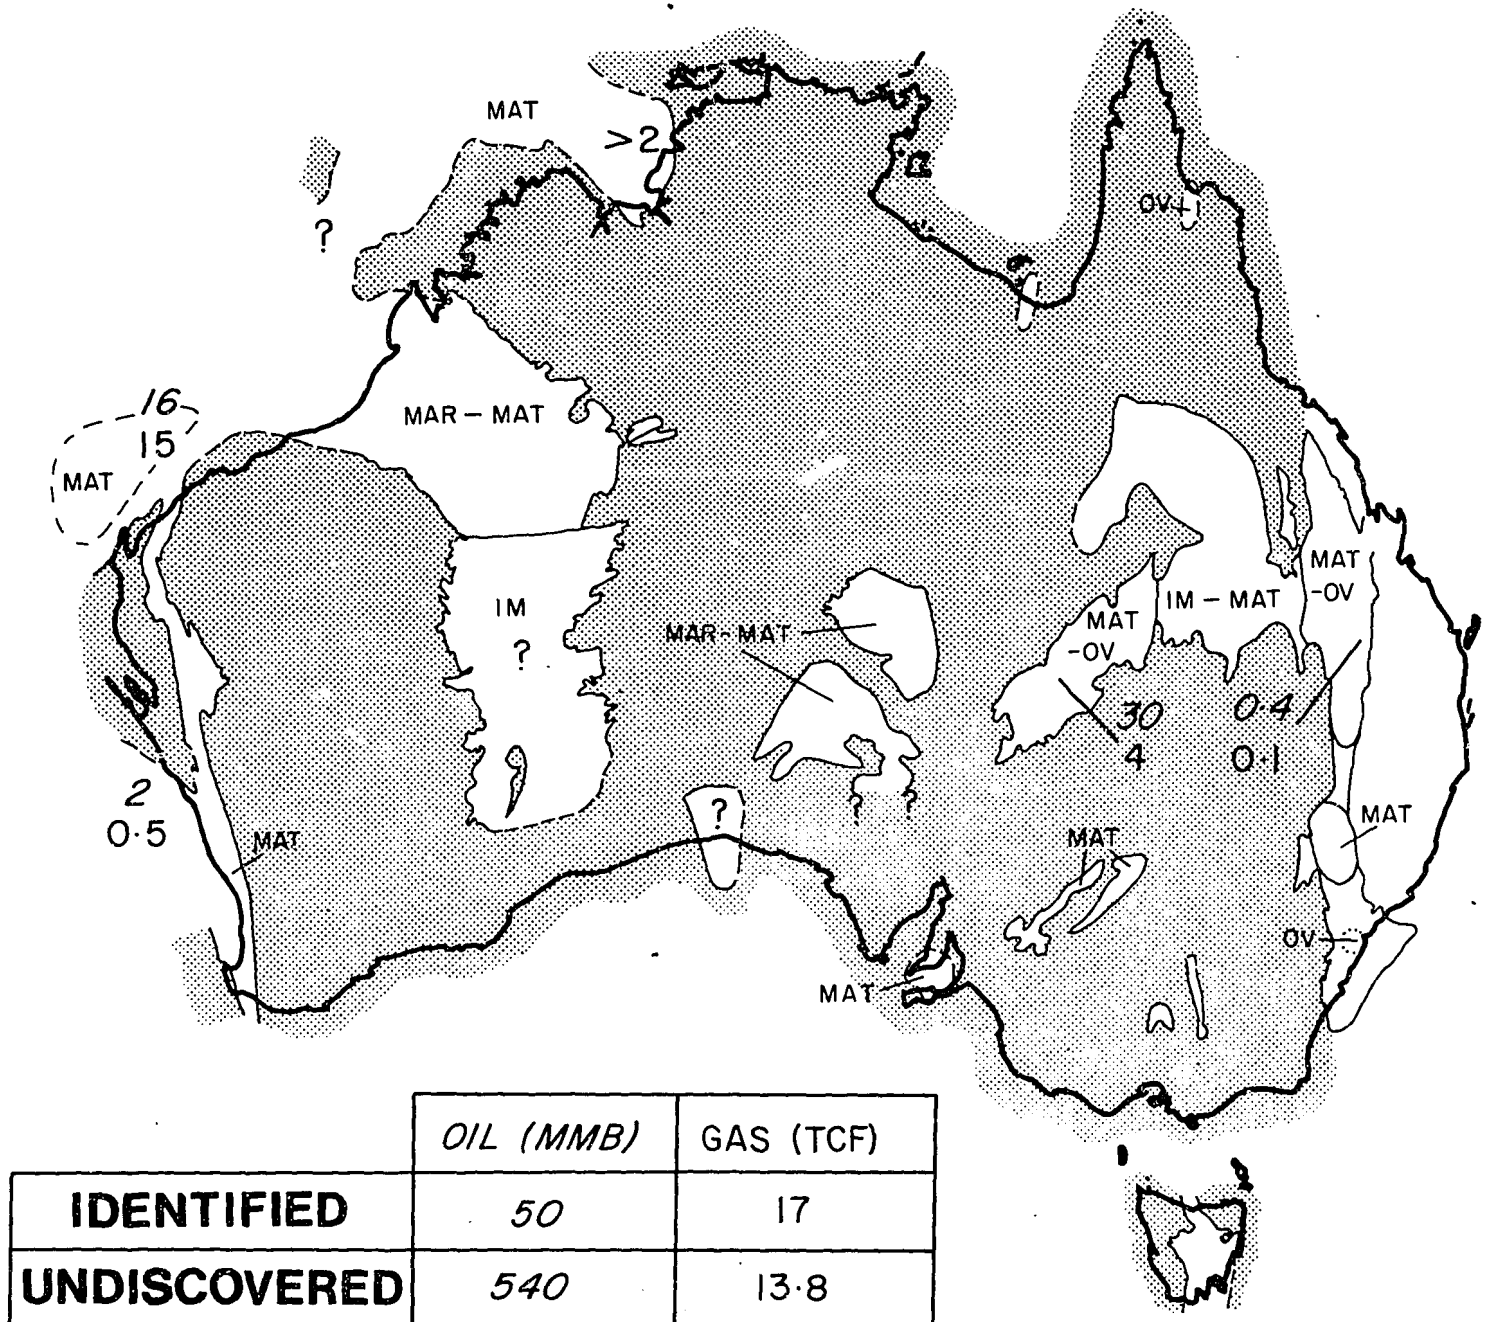 MAT
>2
?
OV
16
15
MAT
MAR-MAT
MAT
-OV
IM
?
IM-MAT
MAR-MAT
MAT
-OV
30
4
0.4
0.1
2
0.5
?
?
?
MAT
MAT
MAT
OV
MAT
OIL (MMB) GAS (TCF)
IDENTIFIED 50 17
UNDISCOVERED 540 13.8